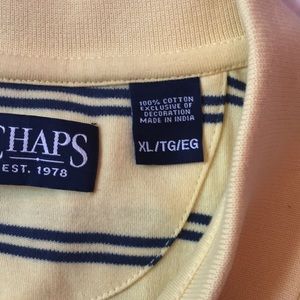 CHAPS
EST. 1978
100% COTTON
EXCLUSIVE OF
DECORATION
MADE IN INDIA
XL/TG/EG